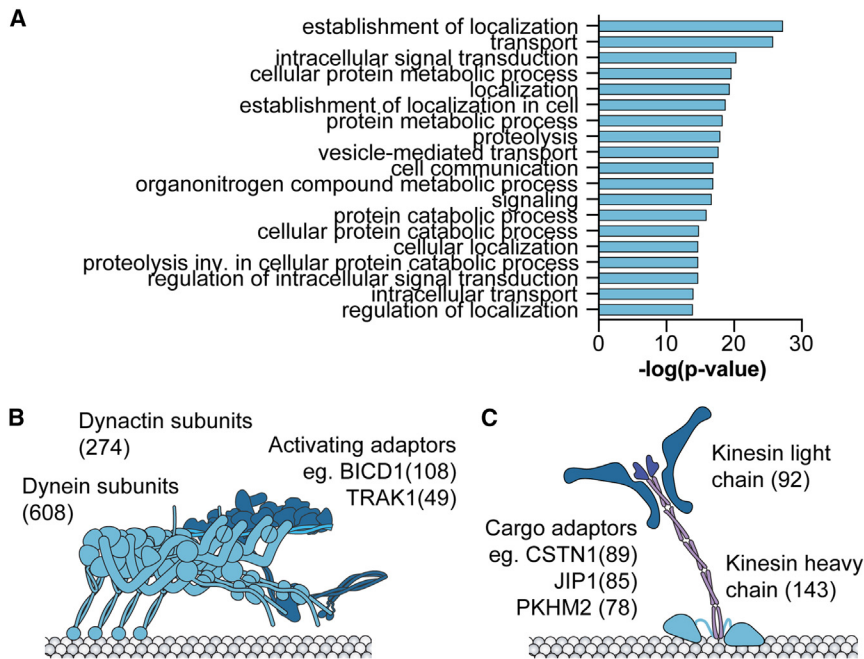 A
establishment of localization
transport
intracellular signal transduction
cellular protein metabolic process
localization
establishment of localization in cell
protein metabolic process
proteolysis
vesicle-mediated transport
cell communication
organonitrogen compound metabolic process
signaling
protein catabolic process
cellular protein catabolic process
cellular localization
proteolysis inv. in cellular protein catabolic process
regulation of intracellular signal transduction
intracellular transport
regulation of localization
0 10 20 30
-log(p-value)
B
Dynactin subunits
(274)
Activating adaptors
eg. BICD1(108)
TRAK1(49)
Dynein subunits
(608)
C
Kinesin light
chain (92)
Cargo adaptors
eg. CSTN1(89)
JIP1(85)
PKHM2 (78)
Kinesin heavy
chain (143)